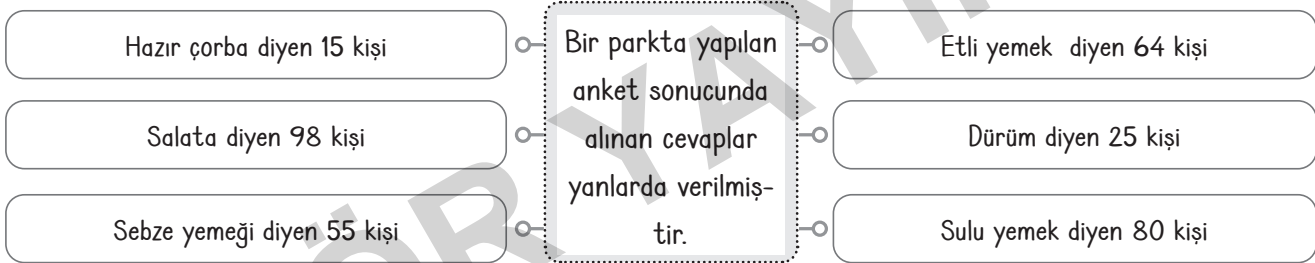 Hazır çorba diyen 15 kişi
Salata diyen 98 kişi
Sebze yemeği diyen 55 kişi
Bir parkta yapılan
anket sonucunda
alınan cevaplar
yanlarda verilmiş-
tir.
Etli yemek diyen 64 kişi
Dürüm diyen 25 kişi
Sulu yemek diyen 80 kişi
ÖR YAYI